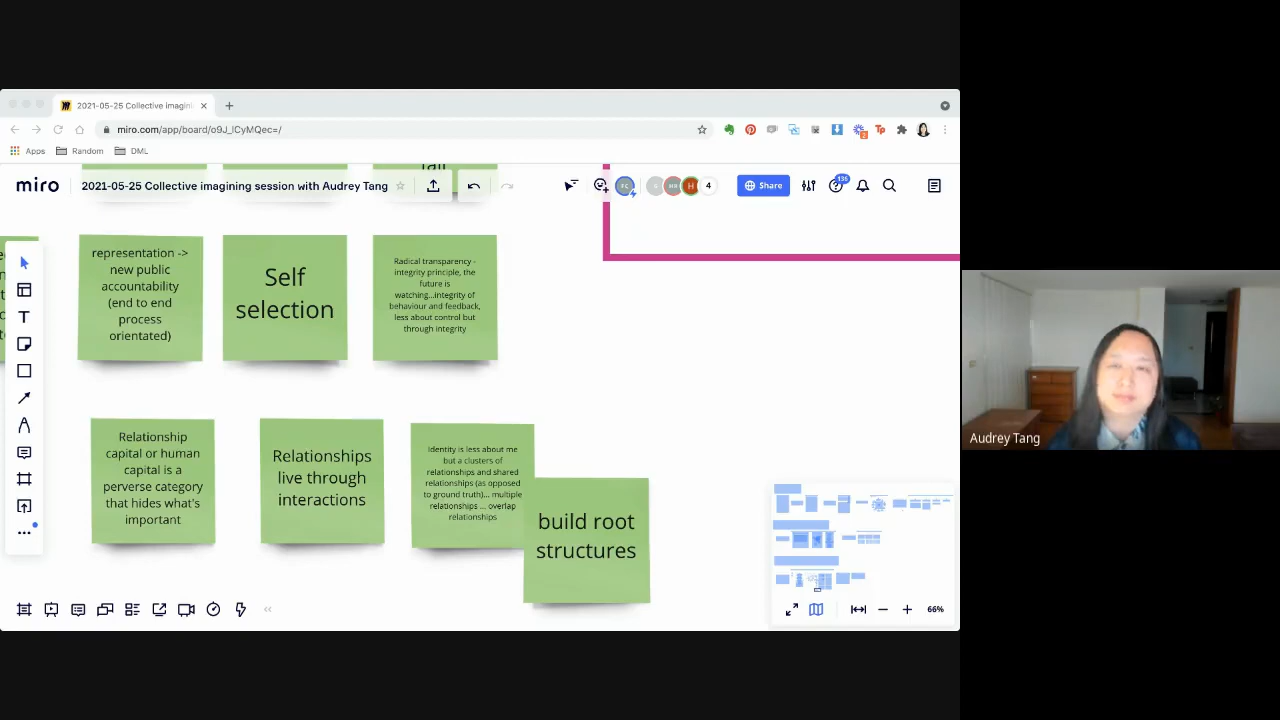 2021-05-25 Collective imagin
miro.com/app/board/o9J_lCyMQec=/
Apps
Random
DML
miro
2021-05-25 Collective imagining session with Audrey Tang
4
Share
136
representation ->
new public
accountability
(end to end
process
orientated)
Self
selection
Radical transparency -
integrity principle, the
future is
watching...integrity of
behaviour and feedback,
less about control but
through integrity
Relationship
capital or human
capital is a
perverse category
that hides what's
important
Relationships
live through
interactions
Identity is less about me
but a clusters of
relationships and shared
relationships (as opposed
to ground truth)... multiple
relationships ... overlap
relationships
build root
structures
66%
Audrey Tang